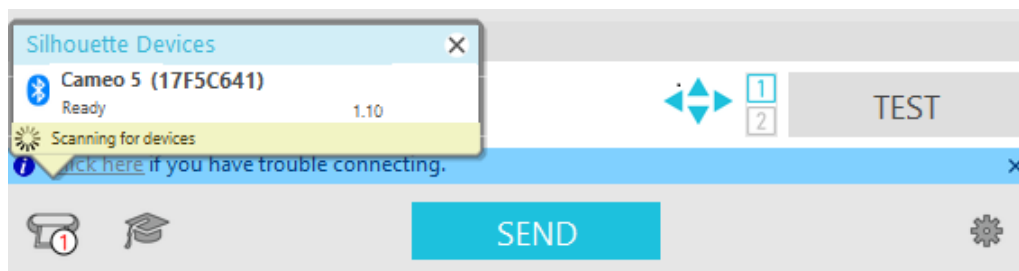 Silhouette Devices
Cameo 5 (17F5C641)
Ready 1.10
Scanning for devices
1
2
TEST
here if you have trouble connecting.
1
SEND